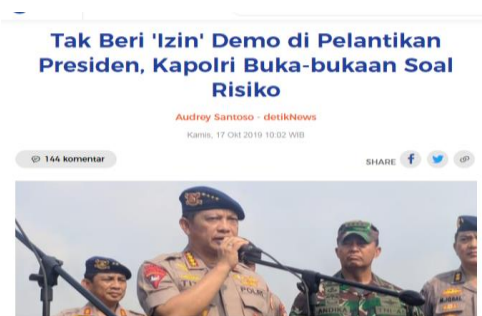 Tak Beri 'Izin' Demo di Pelantikan
Presiden, Kapolri Buka-bukaan Soal
Risiko
Audrey Santoso - detikNews
Kamis, 17 Okt 2019 10:02 WIB
144 komentar
SHARE
POLRI